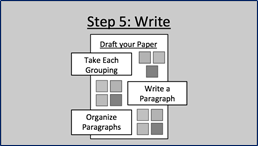 Step 5: Write
Draft your Paper
Take Each
Grouping
Write a
Paragraph
Organize
Paragraphs